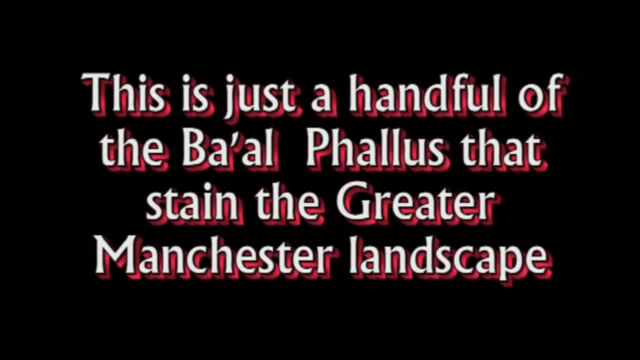 This is just a handful of
the Ba'al Phallus that
stain the Greater
Manchester landscape